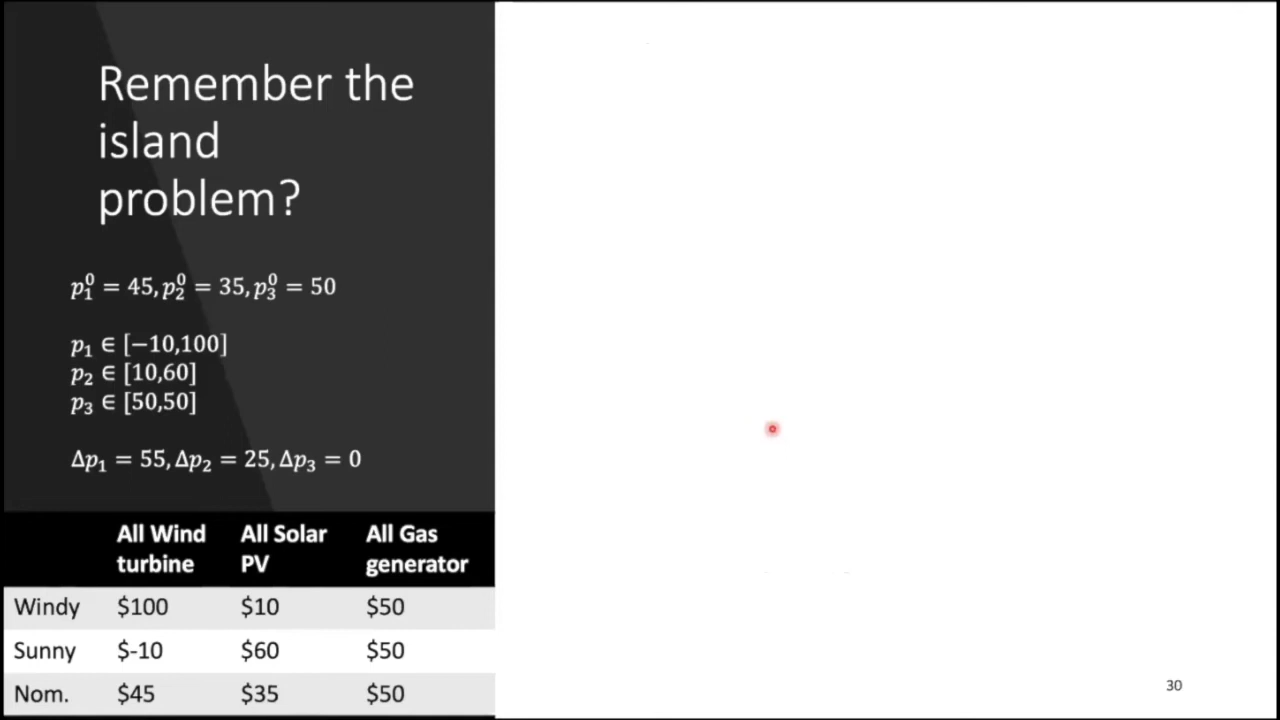 Remember the
island
problem?
p₁⁰ = 45, p₂⁰ = 35, p₃⁰ = 50
p₁ ∈ [−10,100]
p₂ ∈ [10,60]
p₃ ∈ [50,50]
Δp₁ = 55, Δp₂ = 25, Δp₃ = 0
All Wind turbine All Solar PV All Gas generator
Windy $100 $10 $50
Sunny $-10 $60 $50
Nom. $45 $35 $50
30